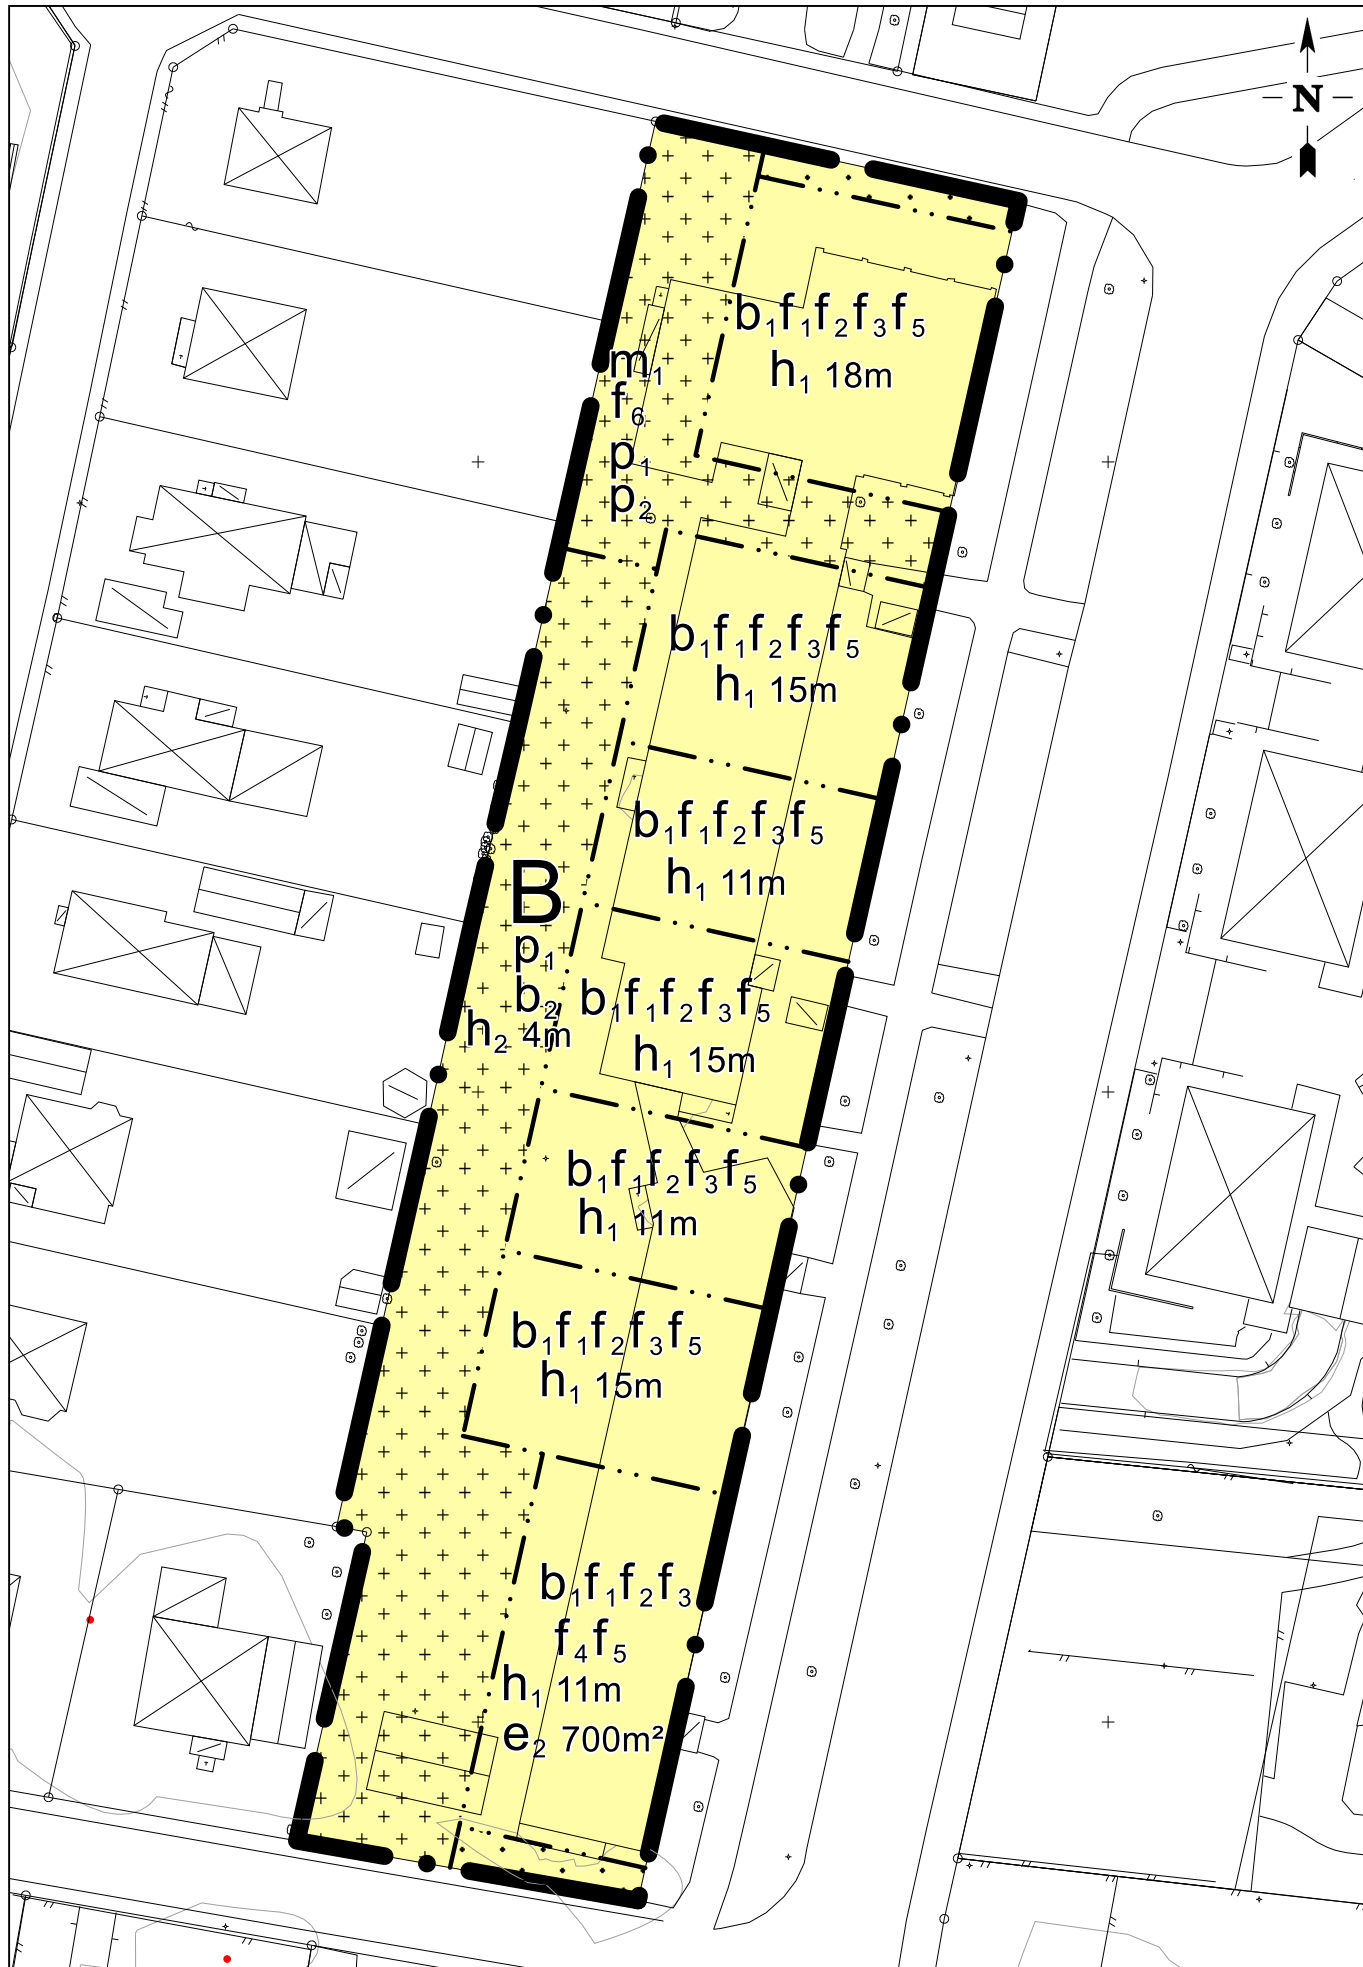 N
b₁f₁f₂f₃f₅
h₁ 18m
m₁
f₆
p₁
p₂
b₁f₁f₂f₃f₅
h₁ 15m
b₁f₁f₂f₃f₅
h₁ 11m
B
p₁
b₂
h₂ 4m
b₁f₁f₂f₃f₅
h₁ 15m
b₁f₁f₂f₃f₅
h₁ 11m
b₁f₁f₂f₃f₅
h₁ 15m
b₁f₁f₂f₃
f₄f₅
h₁ 11m
e₂ 700m²